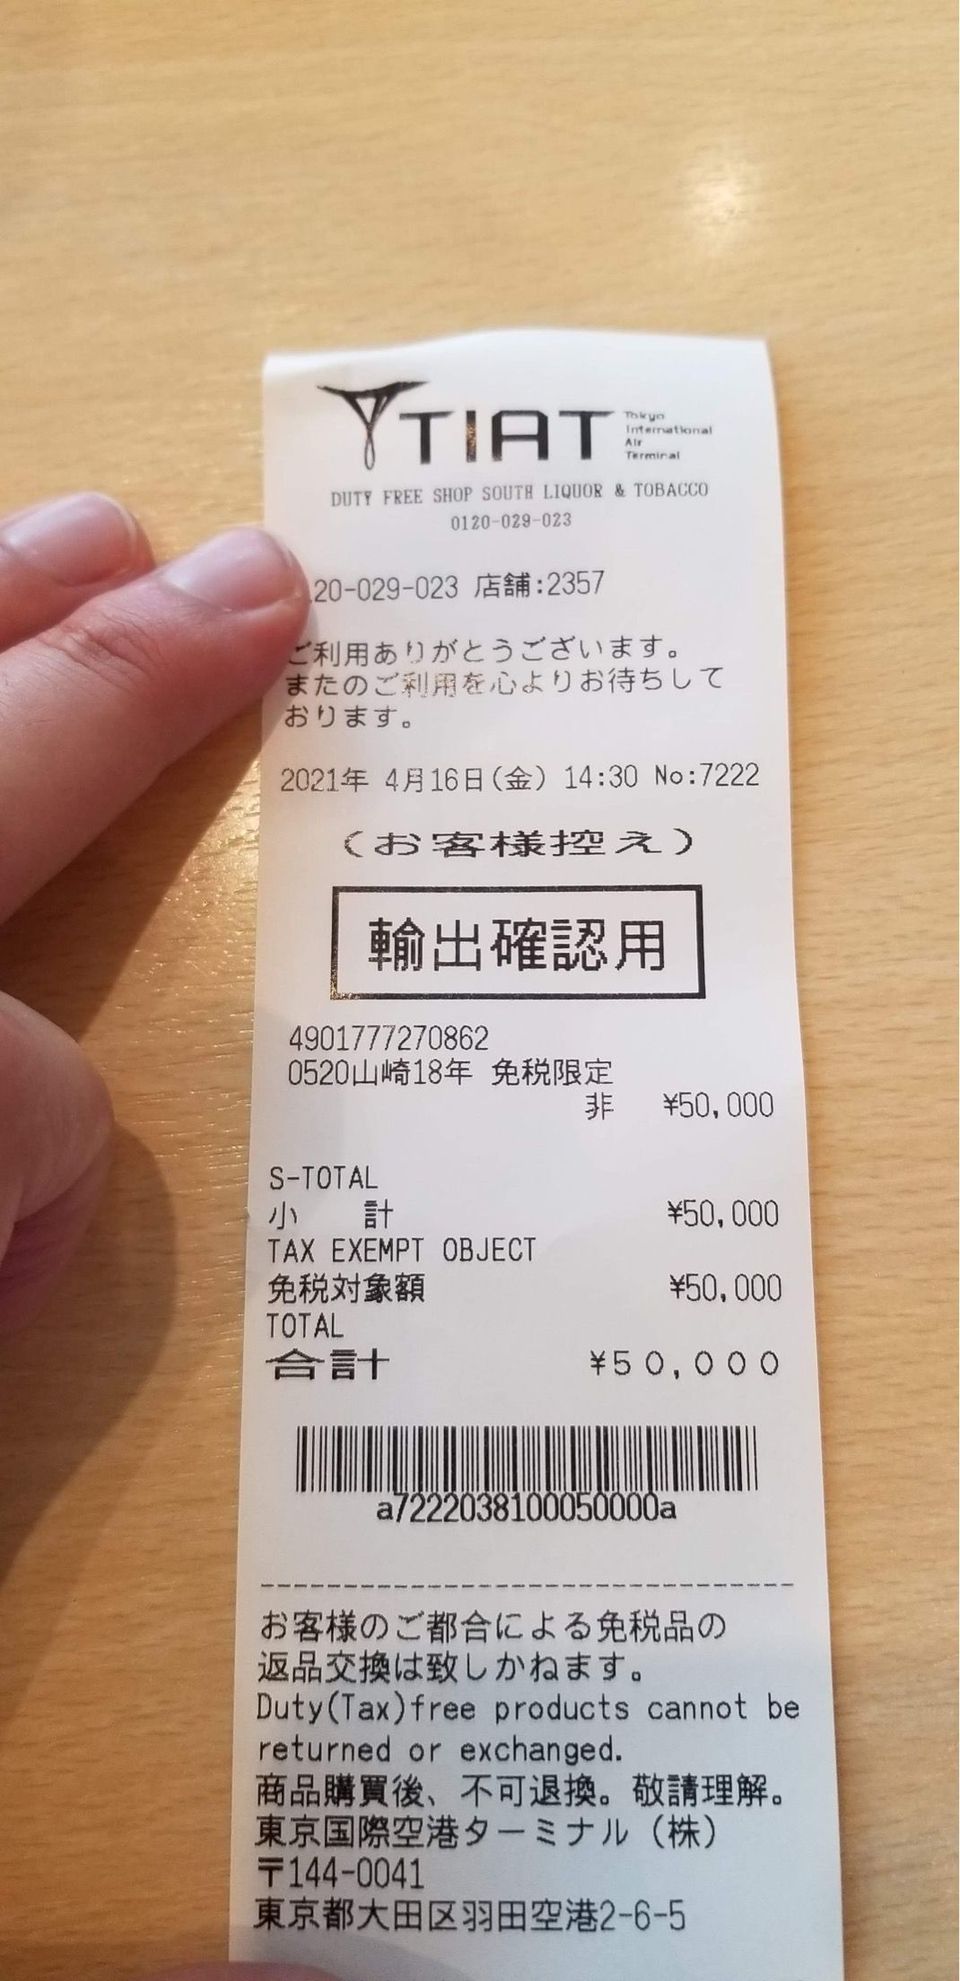 TIAT
Tokyo
International
Air
Terminal
DUTY FREE SHOP SOUTH LIQUOR & TOBACCO
0120-029-023
20-029-023 店舗:2357
ご利用ありがとうございます。
またのご利用を心よりお待ちして
おります。
2021年 4月16日(金) 14:30 No:7222
(お客様控え)
輸出確認用
4901777270862
0520山崎18年 免税限定
非 ¥50,000
S-TOTAL
小 計 ¥50,000
TAX EXEMPT OBJECT
免税対象額 ¥50,000
TOTAL
合計 ¥50,000
a7222038100050000a
お客様のご都合による免税品の
返品交換は致しかねます。
Duty(Tax)free products cannot be
returned or exchanged.
商品購買後、不可退換。敬請理解。
東京国際空港ターミナル(株)
〒144-0041
東京都大田区羽田空港2-6-5